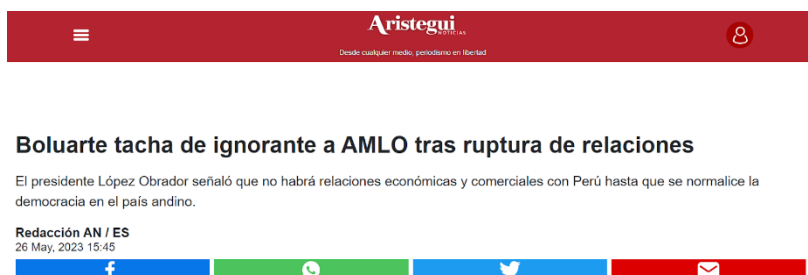 Aristegui
NOTICIAS
Desde cualquier medio, periodismo en libertad
Boluarte tacha de ignorante a AMLO tras ruptura de relaciones
El presidente López Obrador señaló que no habrá relaciones económicas y comerciales con Perú hasta que se normalice la
democracia en el país andino.
Redacción AN / ES
26 May, 2023 15:45